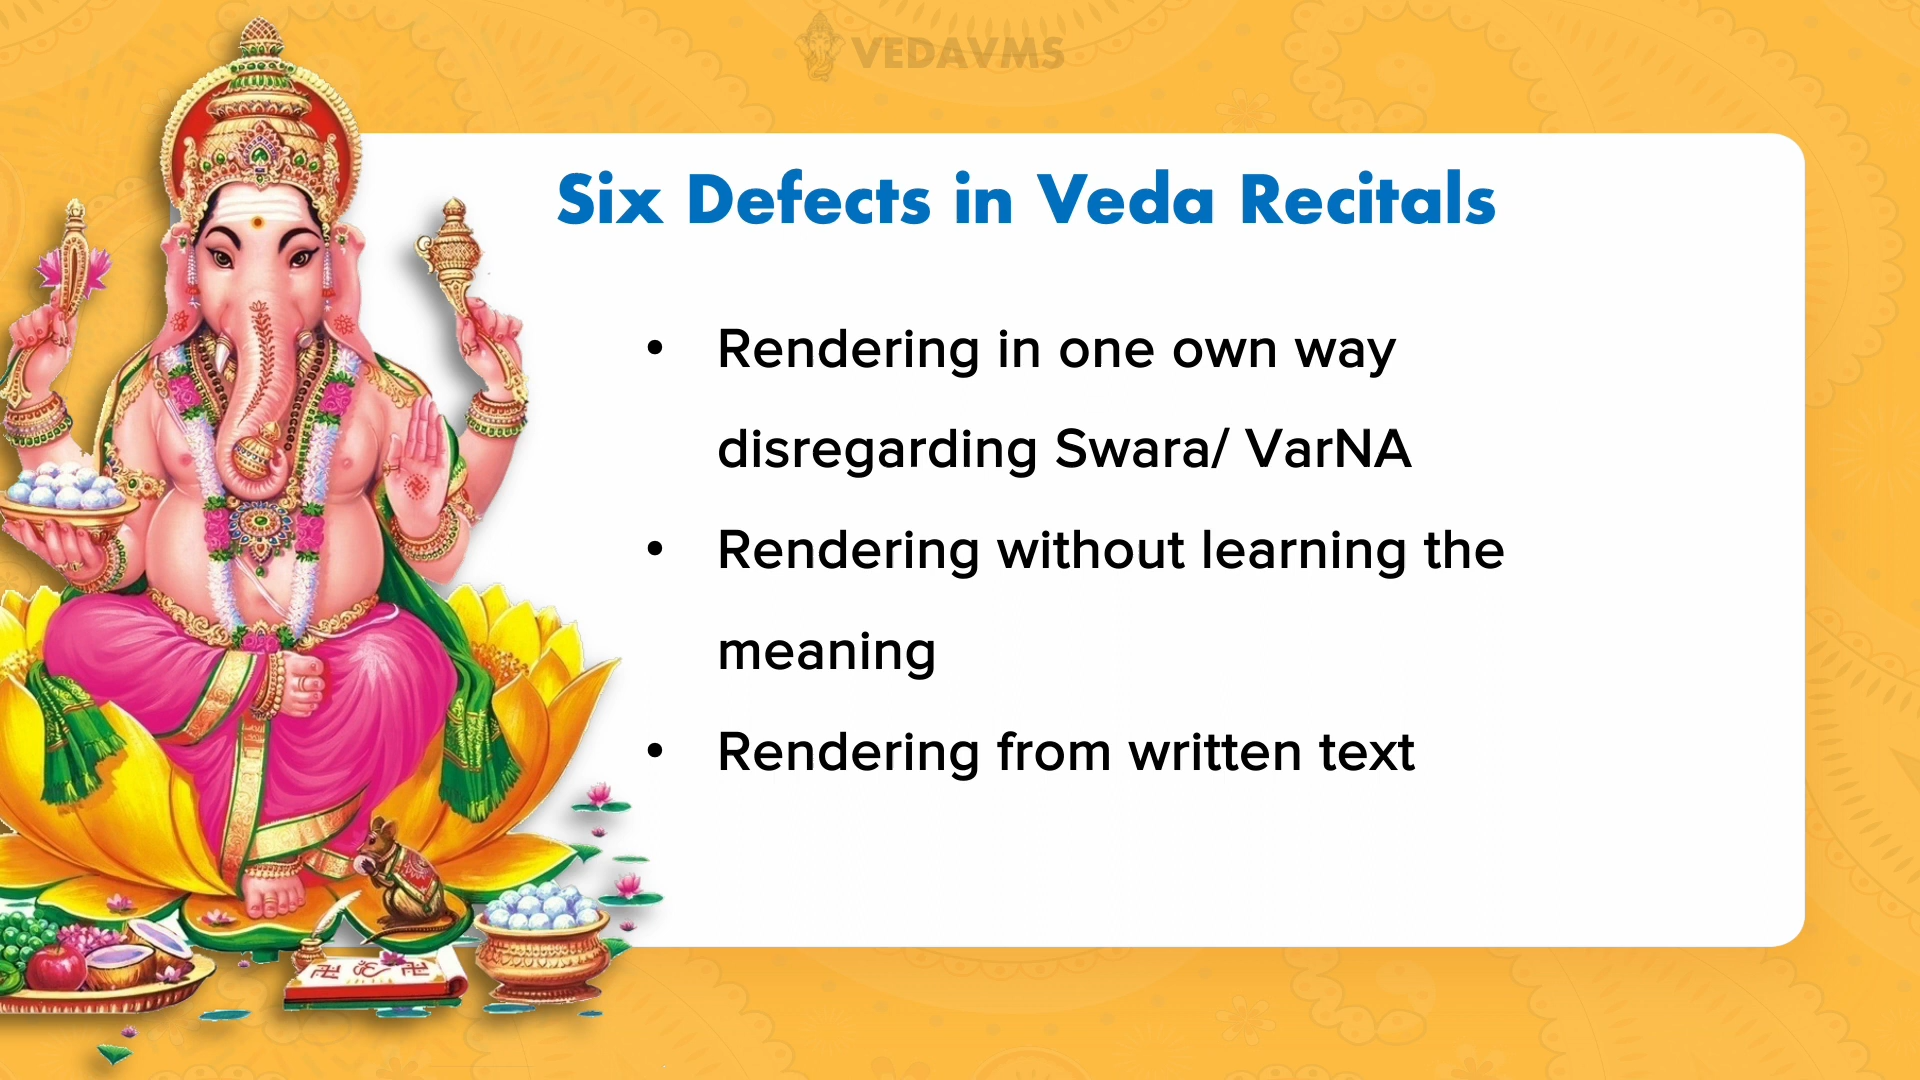 VEDAVMS
Six Defects in Veda Recitals
• Rendering in one own way
disregarding Swara/ VarNA
• Rendering without learning the
meaning
• Rendering from written text